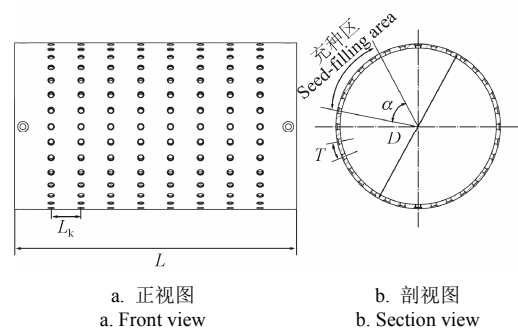 充种区
Seed-filling area
α
D
T
Lk
L
a. 正视图
a. Front view
b. 剖视图
b. Section view